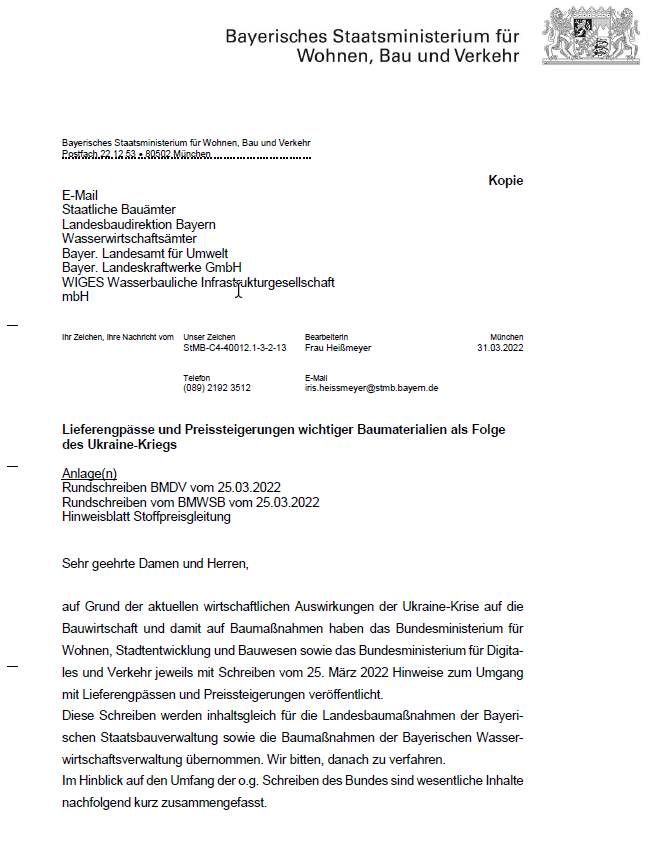 Bayerisches Staatsministerium für
Wohnen, Bau und Verkehr
Bayerisches Staatsministerium für Wohnen, Bau und Verkehr
Postfach 22 12 53 • 80502 München
Kopie
E-Mail
Staatliche Bauämter
Landesbaudirektion Bayern
Wasserwirtschaftsämter
Bayer. Landesamt für Umwelt
Bayer. Landeskraftwerke GmbH
WIGES Wasserbauliche Infrastrukturgesellschaft
mbH
Ihr Zeichen, Ihre Nachricht vom Unser Zeichen Bearbeiterin München
StMB-C4-40012.1-3-2-13 Frau Heißmeyer 31.03.2022
Telefon E-Mail
(089) 2192 3512 iris.heissmeyer@stmb.bayern.de
Lieferengpässe und Preissteigerungen wichtiger Baumaterialien als Folge
des Ukraine-Kriegs
Anlage(n)
Rundschreiben BMDV vom 25.03.2022
Rundschreiben vom BMWSB vom 25.03.2022
Hinweisblatt Stoffpreisgleitung
Sehr geehrte Damen und Herren,
auf Grund der aktuellen wirtschaftlichen Auswirkungen der Ukraine-Krise auf die
Bauwirtschaft und damit auf Baumaßnahmen haben das Bundesministerium für
Wohnen, Stadtentwicklung und Bauwesen sowie das Bundesministerium für Digita-
les und Verkehr jeweils mit Schreiben vom 25. März 2022 Hinweise zum Umgang
mit Lieferengpässen und Preissteigerungen veröffentlicht.
Diese Schreiben werden inhaltsgleich für die Landesbaumaßnahmen der Bayeri-
schen Staatsbauverwaltung sowie die Baumaßnahmen der Bayerischen Wasser-
wirtschaftsverwaltung übernommen. Wir bitten, danach zu verfahren.
Im Hinblick auf den Umfang der o.g. Schreiben des Bundes sind wesentliche Inhalte
nachfolgend kurz zusammengefasst.